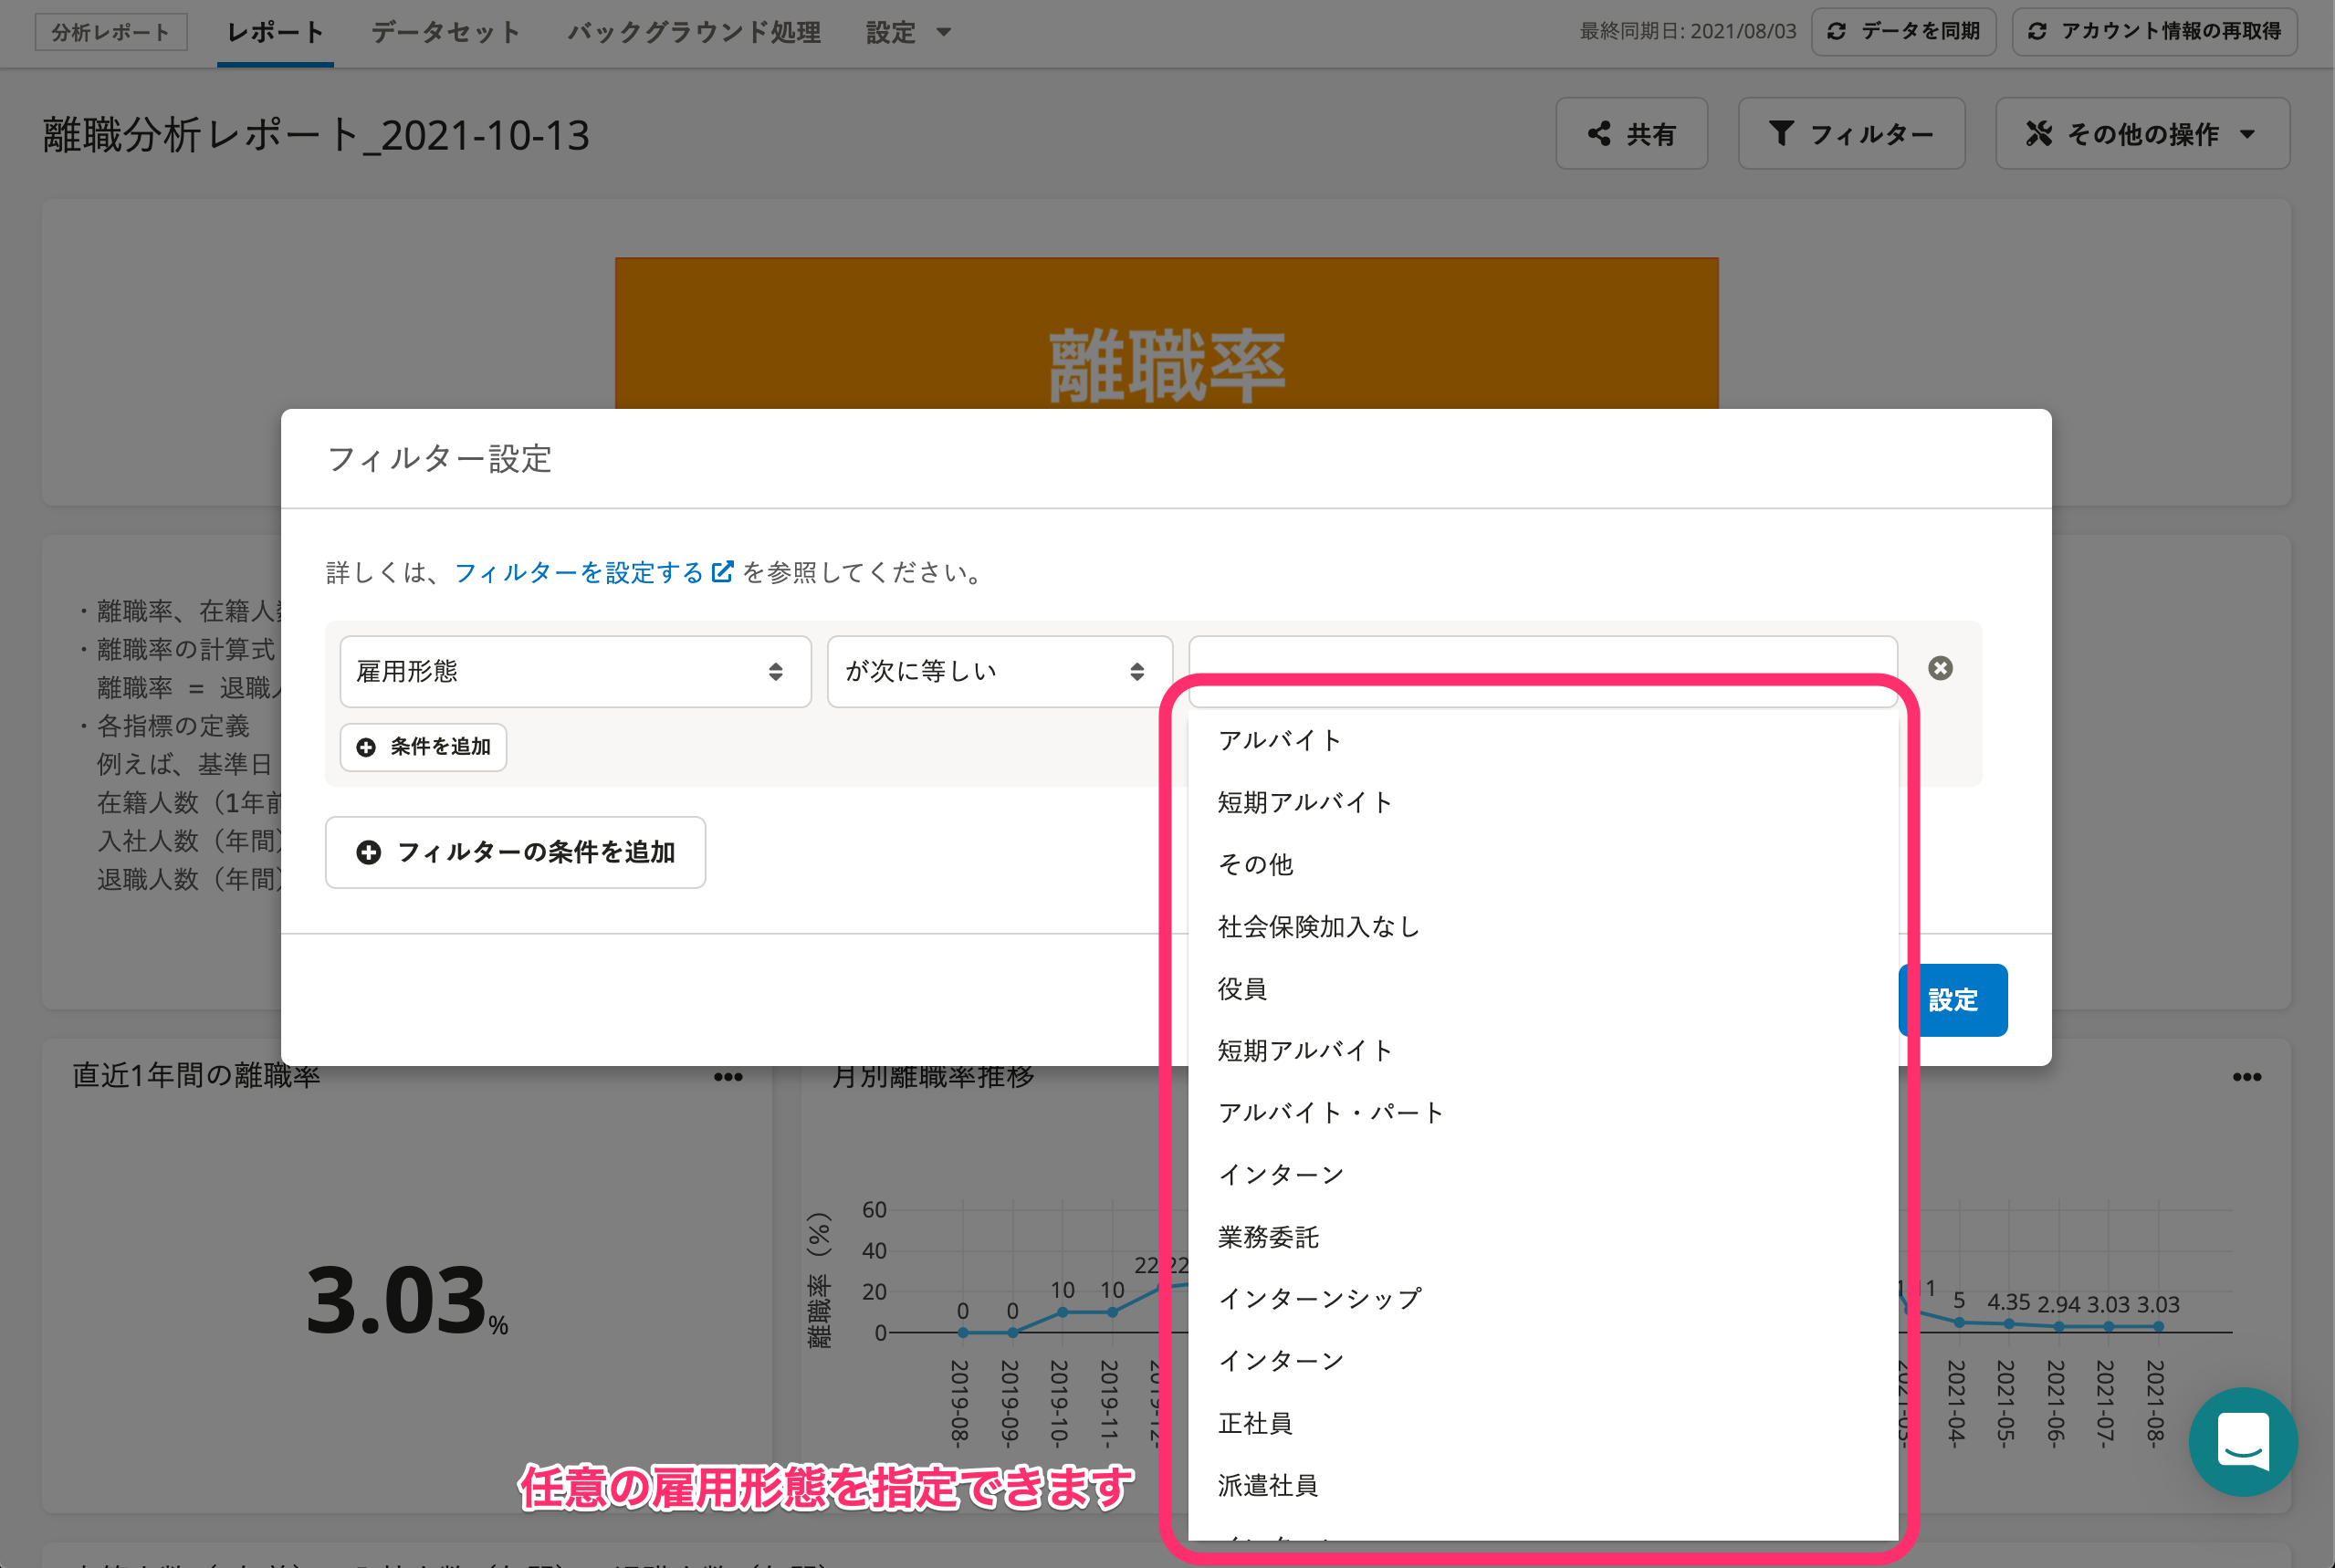 分析レポート レポート データセット バックグラウンド処理 設定 最終同期日: 2021/08/03 データを同期 アカウント情報の再取得
離職分析レポート_2021-10-13 共有 フィルター その他の操作
離職率
フィルター設定
詳しくは、フィルターを設定する を参照してください。
雇用形態 が次に等しい
条件を追加
フィルターの条件を追加
アルバイト
短期アルバイト
その他
社会保険加入なし
役員
短期アルバイト
アルバイト・パート
インターン
業務委託
インターンシップ
インターン
正社員
派遣社員
設定
・離職率、在籍人
・離職率の計算式
離職率 = 退職
・各指標の定義
例えば、基準日
在籍人数（1年前
入社人数（年間）
退職人数（年間）
直近1年間の離職率
3.03%
月別離職率推移
離職率（%）
60
40
20
0
0 0 10 10 22.22 11 5 4.35 2.94 3.03 3.03
2019-08- 2019-09- 2019-10- 2019-11- 2019-12- 2021-03- 2021-04- 2021-05- 2021-06- 2021-07- 2021-08-
任意の雇用形態を指定できます